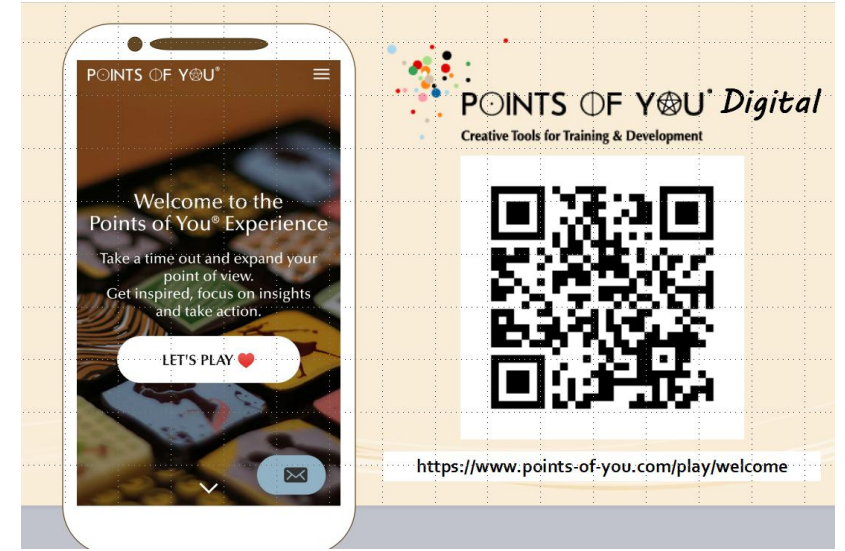 POINTS OF YOU®
Welcome to the
Points of You® Experience
Take a time out and expand your
point of view.
Get inspired, focus on insights
and take action.
LET'S PLAY
POINTS OF YOU® Digital
Creative Tools for Training & Development
https://www.points-of-you.com/play/welcome